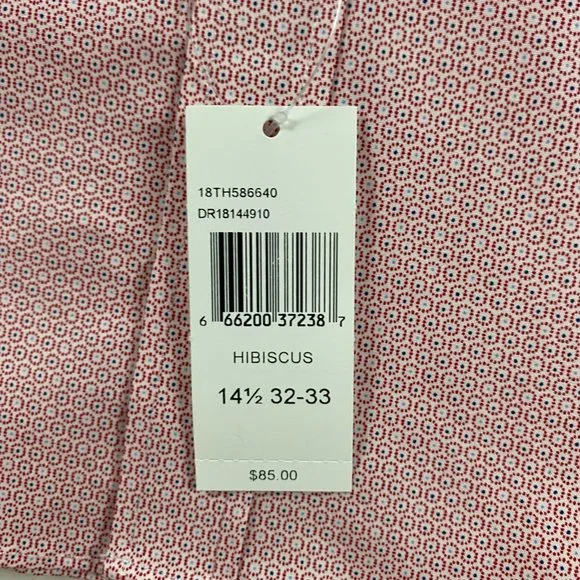 18TH586640
DR18144910
6 66200 37238 7
HIBISCUS
14½ 32-33
$85.00